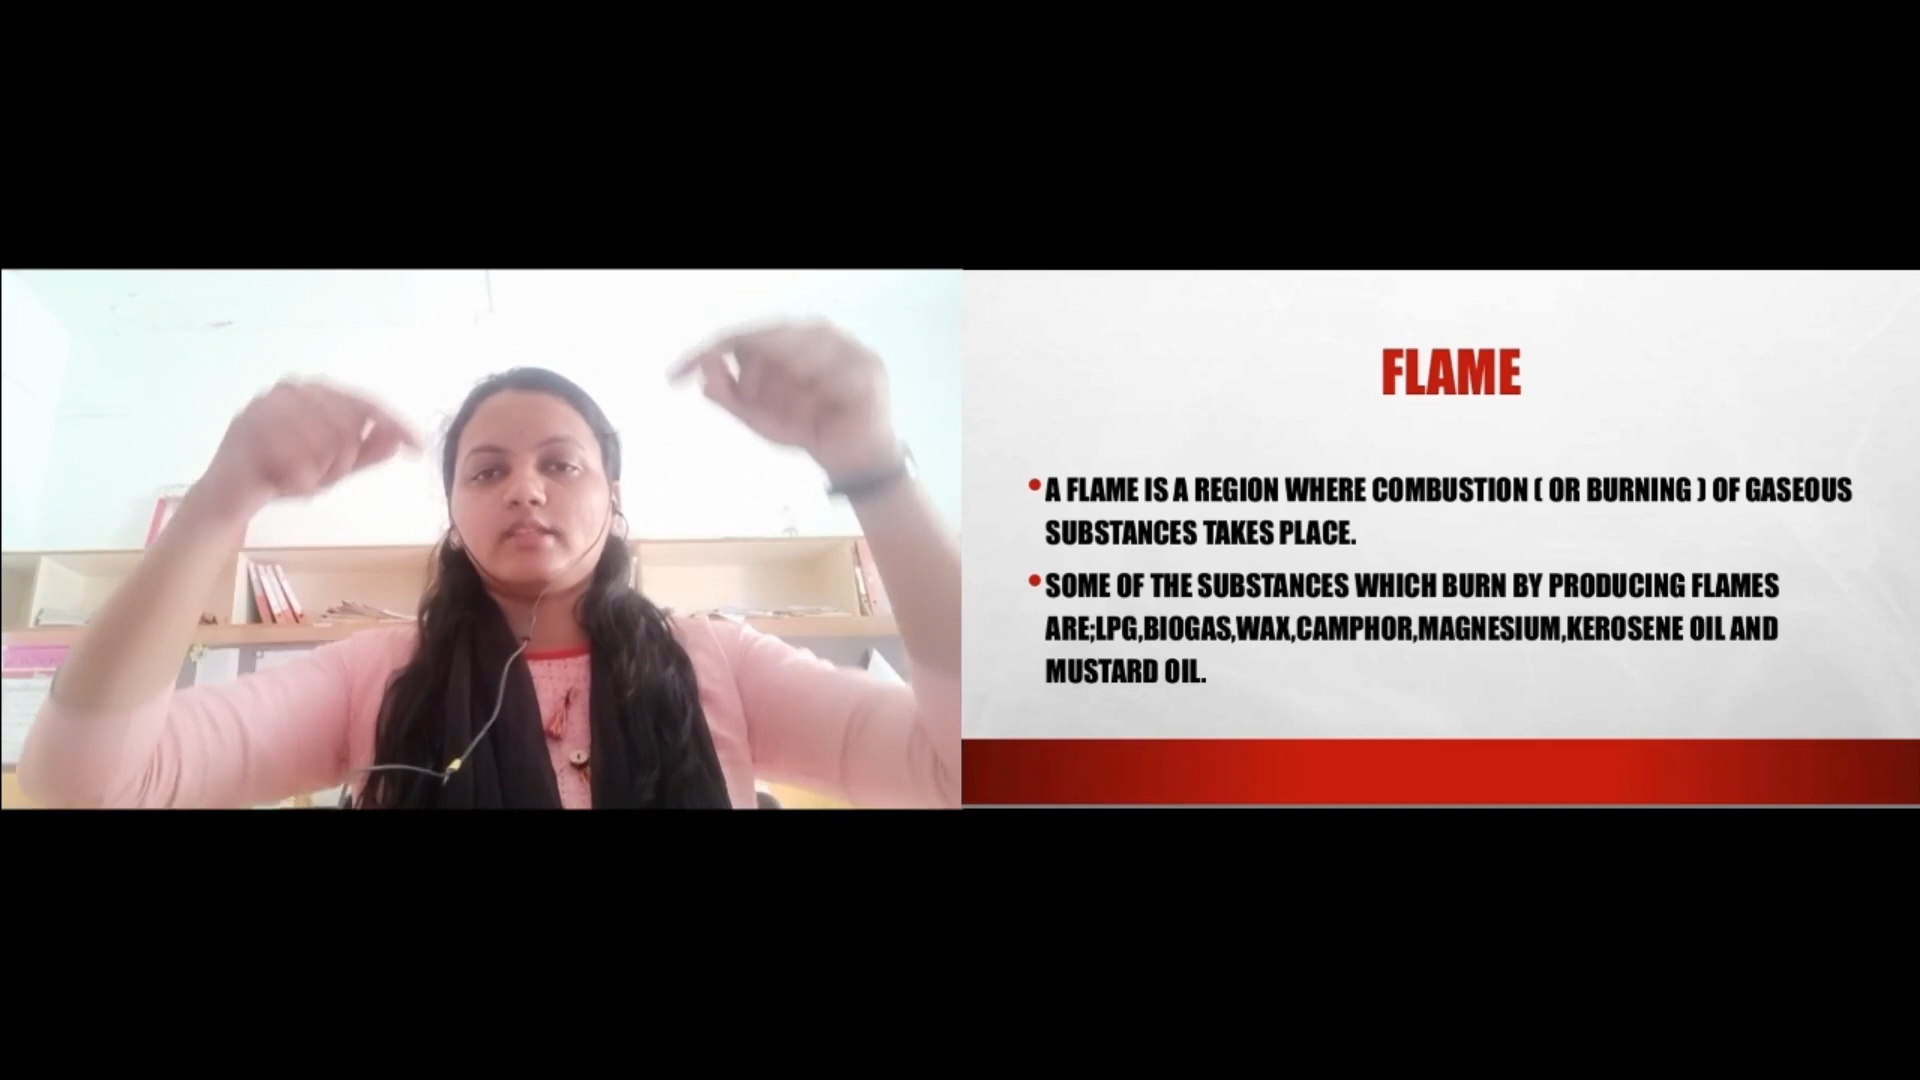 FLAME
•A FLAME IS A REGION WHERE COMBUSTION ( OR BURNING ) OF GASEOUS
SUBSTANCES TAKES PLACE.
•SOME OF THE SUBSTANCES WHICH BURN BY PRODUCING FLAMES
ARE;LPG,BIOGAS,WAX,CAMPHOR,MAGNESIUM,KEROSENE OIL AND
MUSTARD OIL.